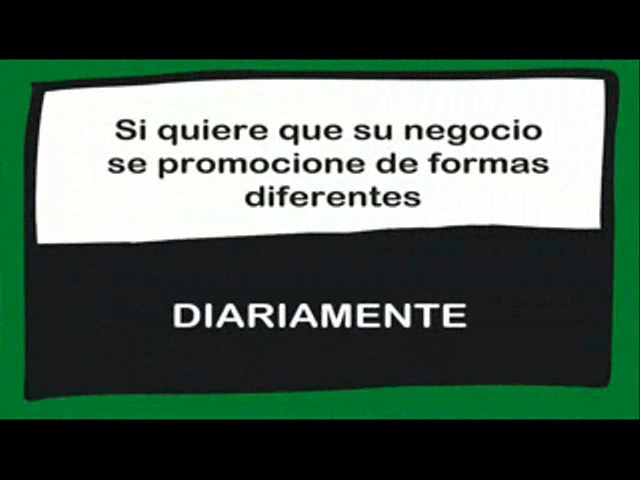 Si quiere que su negocio
se promocione de formas
diferentes
DIARIAMENTE